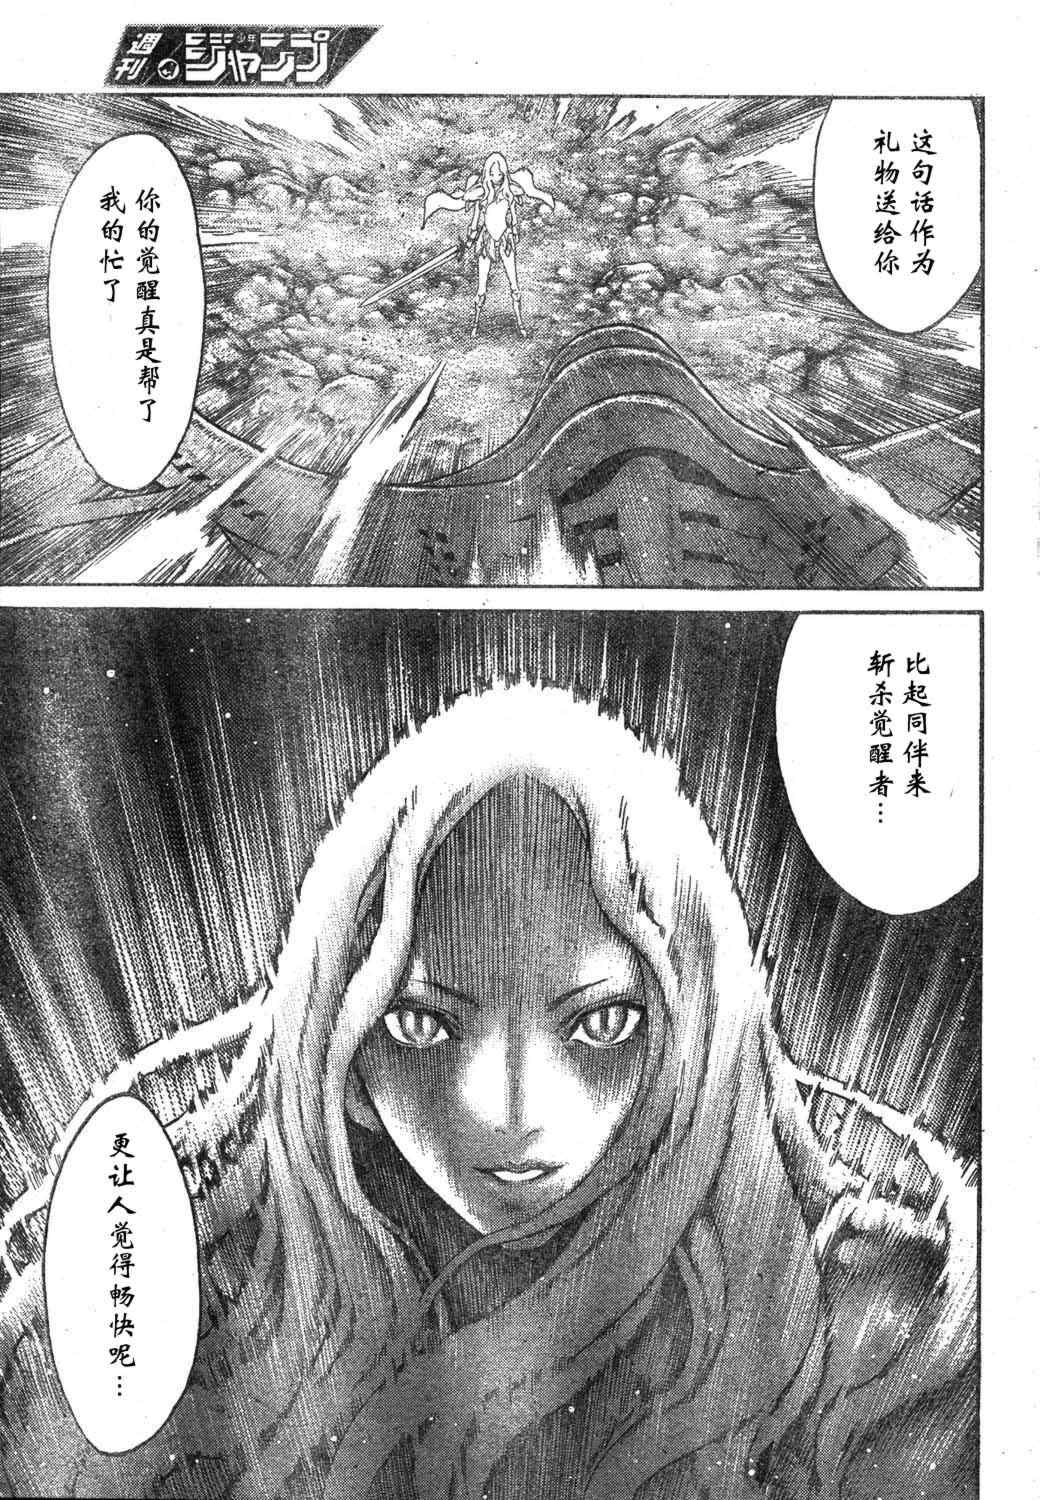 週刊
少年
ジャンプ
这句话作为
礼物送给你
你的觉醒真是帮了
我的忙了
比起同伴来
斩杀觉醒者…
更让人觉得畅快呢…